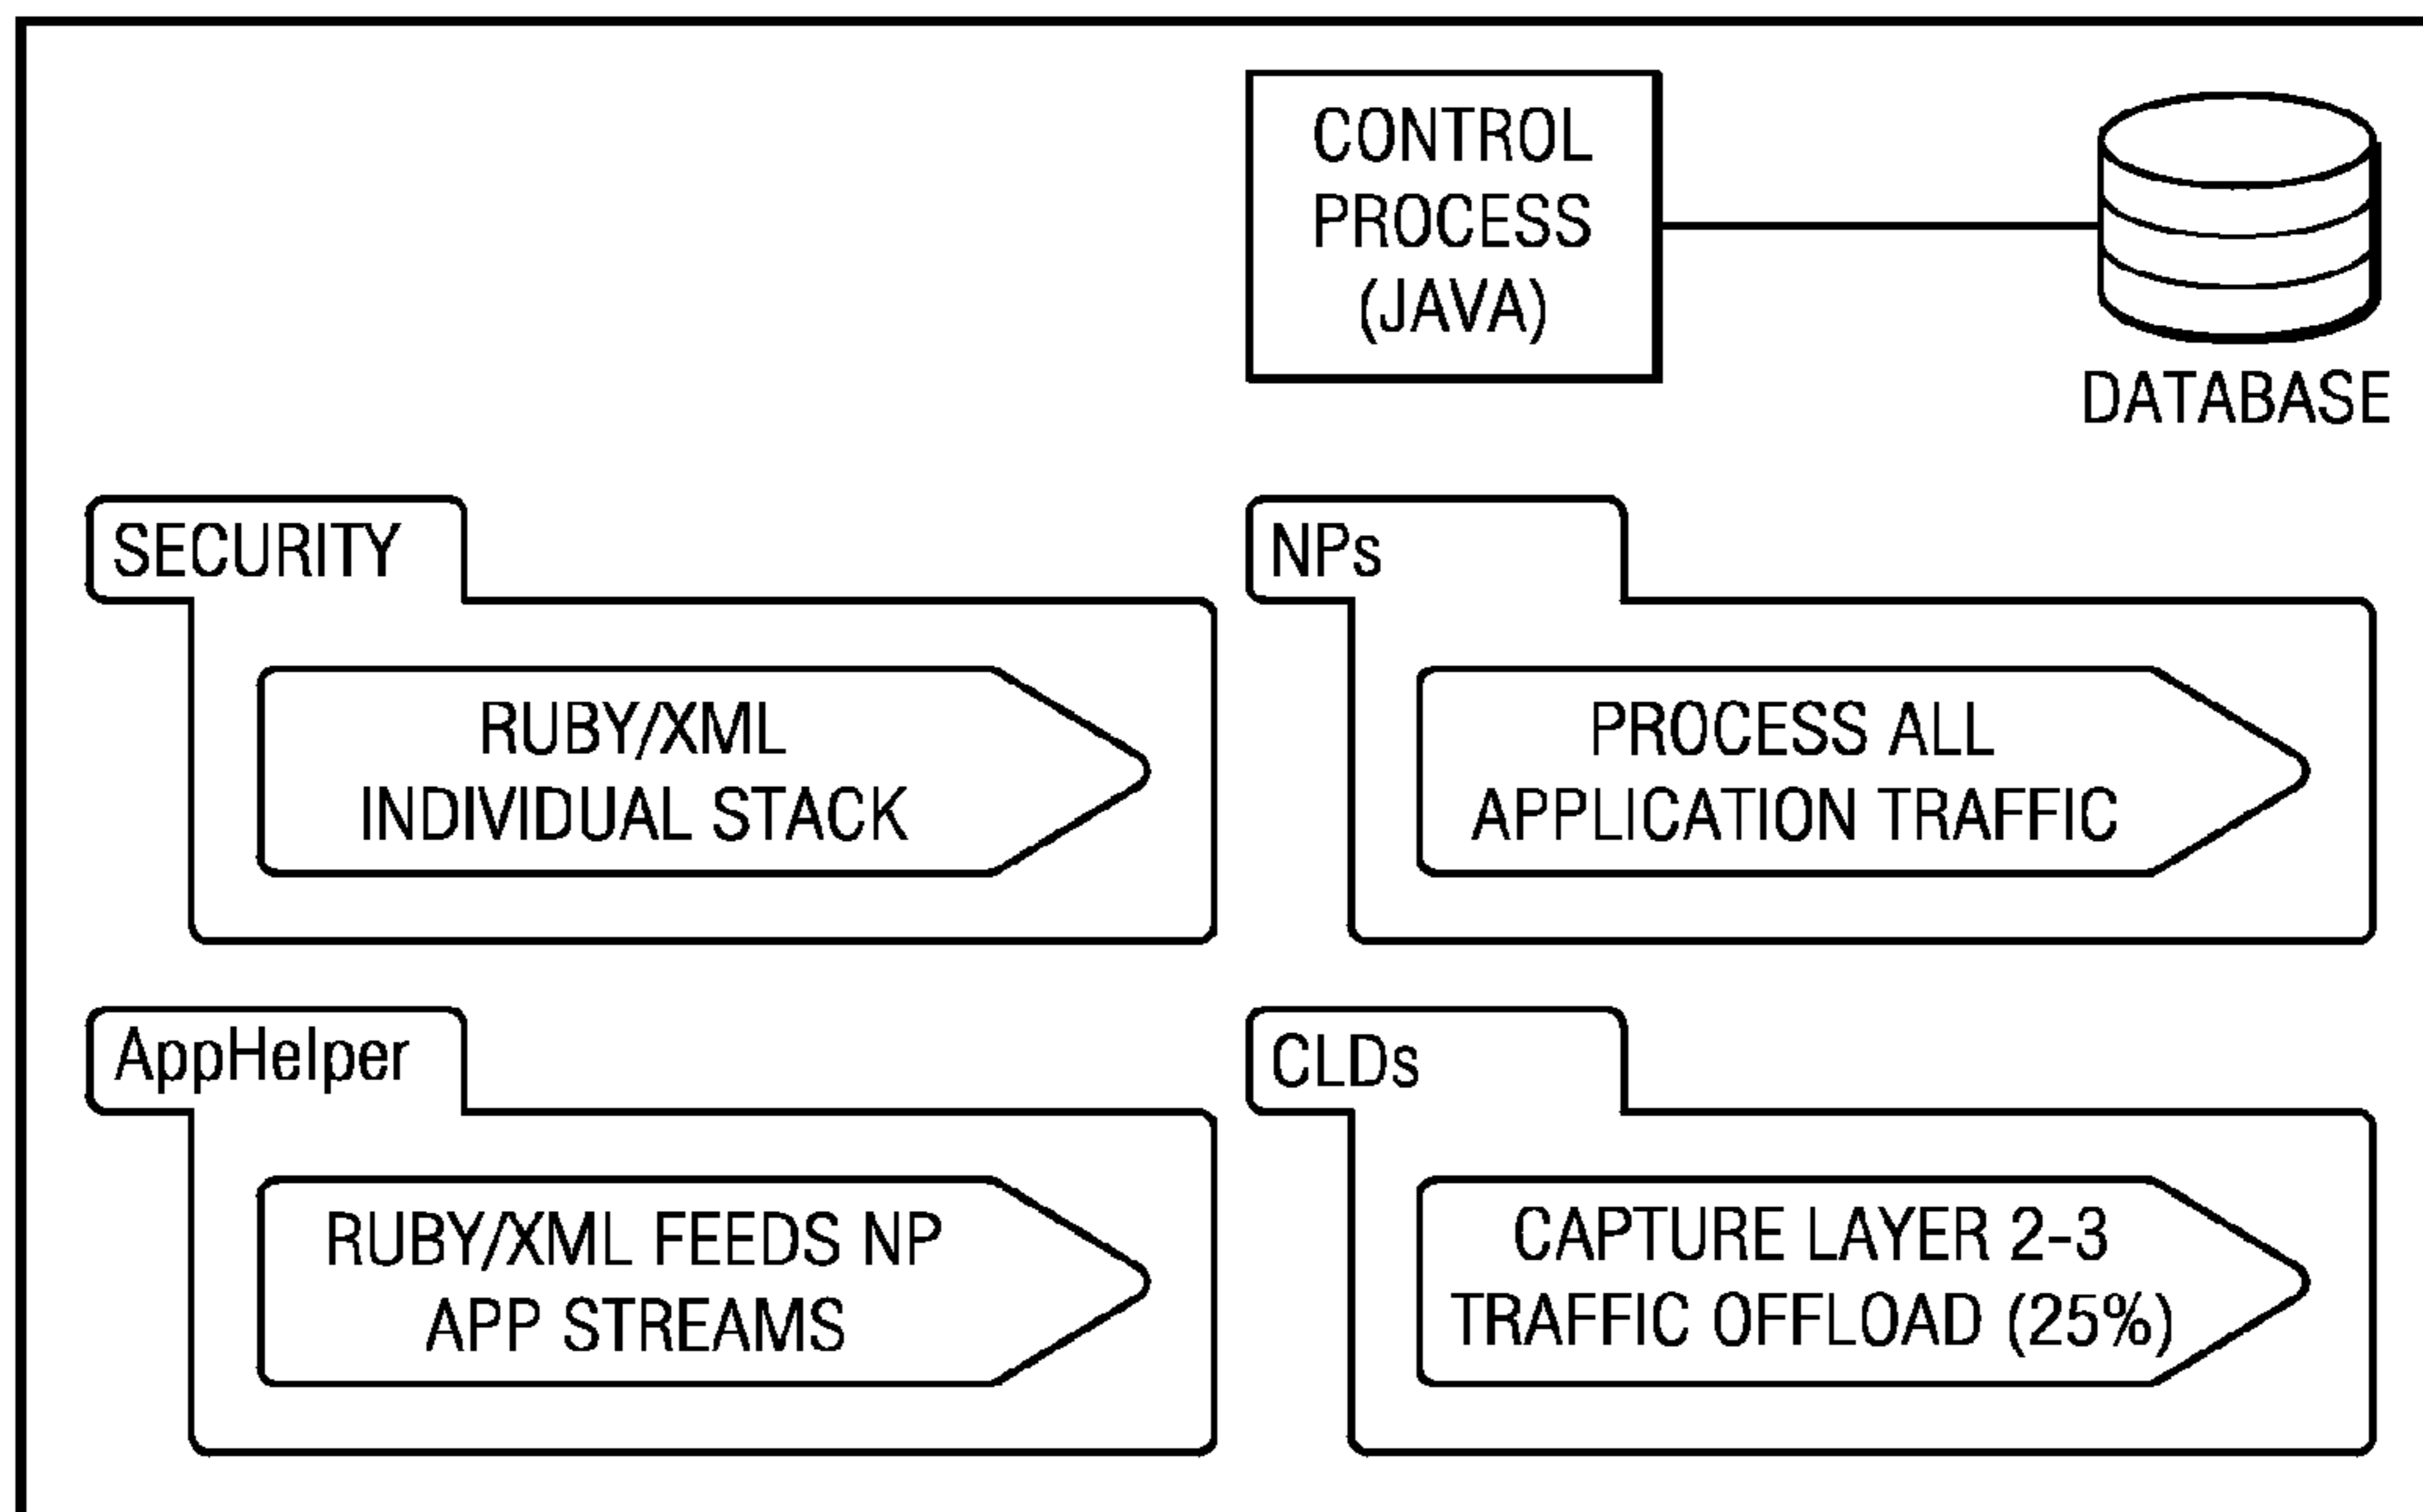 CONTROL
PROCESS
(JAVA)
DATABASE
SECURITY
RUBY/XML
INDIVIDUAL STACK
NPs
PROCESS ALL
APPLICATION TRAFFIC
AppHelper
RUBY/XML FEEDS NP
APP STREAMS
CLDs
CAPTURE LAYER 2-3
TRAFFIC OFFLOAD (25%)